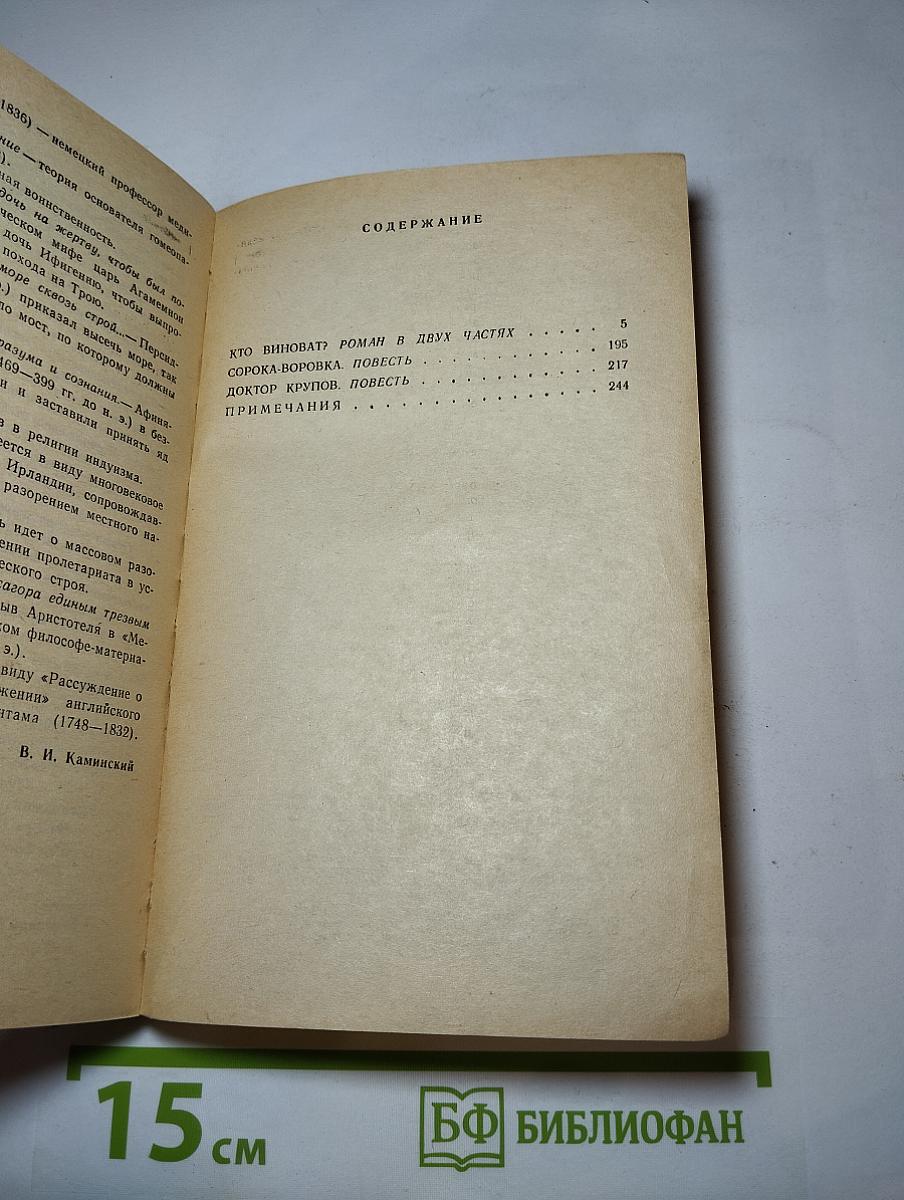 1836) — немецкий профессор меди-
ние — теория основателя гомеопа-
).
ная воинственность.
дочь на жертву, чтобы был по-
ческом мифе царь Агамемнон
дочь Ифигению, чтобы выпро-
похода на Трою.
море сквозь строй...— Персид-
э.) приказал высечь море, так
ло мост, по которому должны
разума и сознания.— Афиня-
469—399 гг. до н. э.) в без-
и и заставили принять яд
в в религии индуизма.
еется в виду многовековое
Ирландии, сопровождав-
разорением местного на-
ь идет о массовом разо-
ении пролетариата в ус-
еского строя.
сагора единым трезвым
ыв Аристотеля в «Ме-
ком философе-материа-
э.).
виду «Рассуждение о
жении» английского
нтама (1748—1832).
В. И. Каминский
СОДЕРЖАНИЕ
КТО ВИНОВАТ? РОМАН В ДВУХ ЧАСТЯХ . . . . . 5
СОРОКА-ВОРОВКА. ПОВЕСТЬ . . . . . . . . . . . . . 195
ДОКТОР КРУПОВ. ПОВЕСТЬ . . . . . . . . . . . . . 217
ПРИМЕЧАНИЯ . . . . . . . . . . . . . . . . . 244
15 см
БФ БИБЛИОФАН